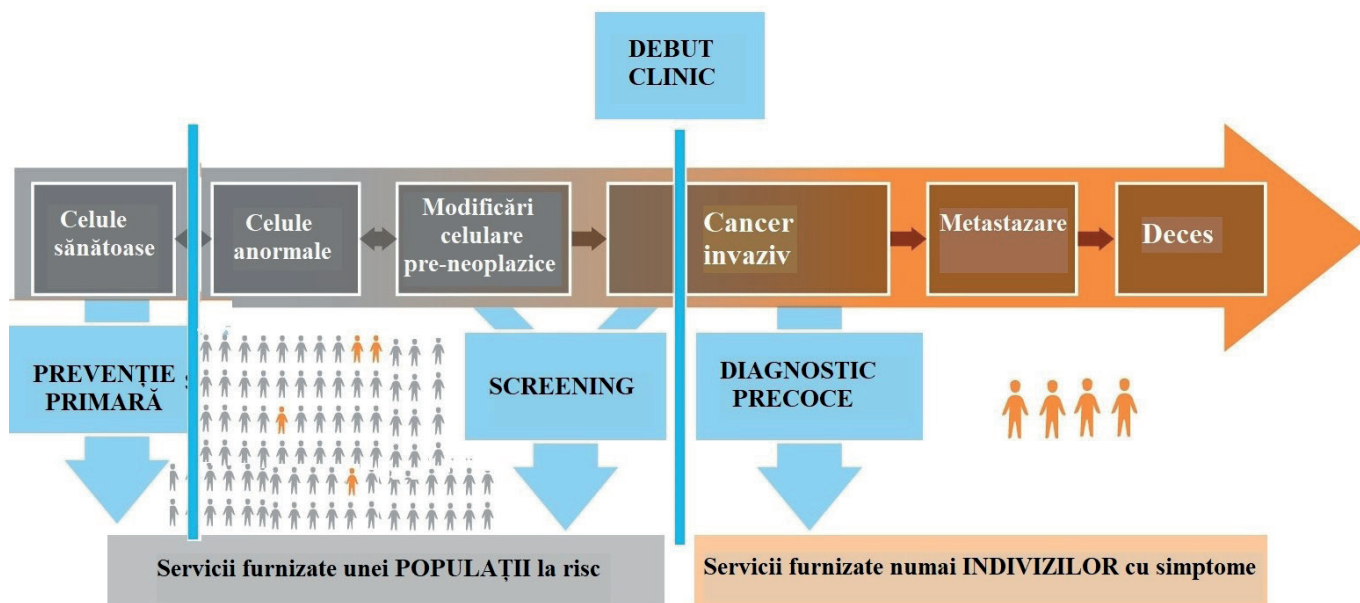 DEBUT
CLINIC
Celule
sănătoase
Celule
anormale
Modificări
celulare
pre-neoplazice
Cancer
invaziv
Metastazare
Deces
PREVENȚIE
PRIMARĂ
SCREENING
DIAGNOSTIC
PRECOCE
Servicii furnizate unei POPULAȚII la risc
Servicii furnizate numai INDIVIZILOR cu simptome